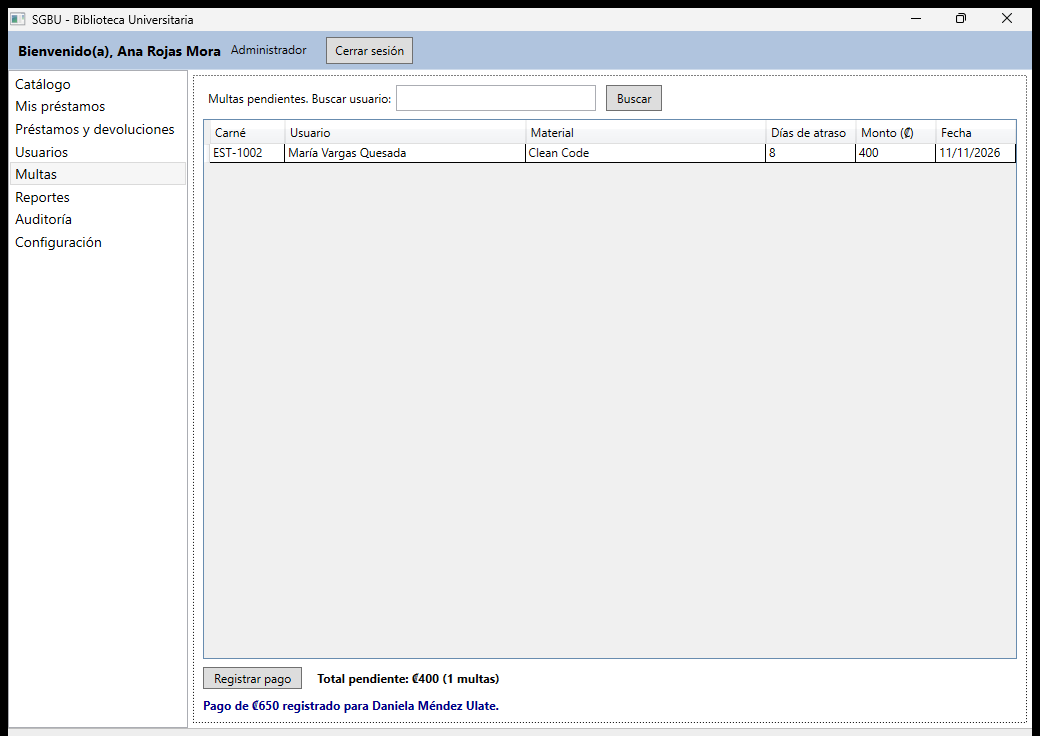 SGBU - Biblioteca Universitaria
Bienvenido(a), Ana Rojas Mora Administrador Cerrar sesión
Catálogo
Mis préstamos
Préstamos y devoluciones
Usuarios
Multas
Reportes
Auditoría
Configuración
Multas pendientes. Buscar usuario: Buscar
Carné Usuario Material Días de atraso Monto (₡) Fecha
EST-1002 María Vargas Quesada Clean Code 8 400 11/11/2026
Registrar pago Total pendiente: ₡400 (1 multas)
Pago de ₡650 registrado para Daniela Méndez Ulate.